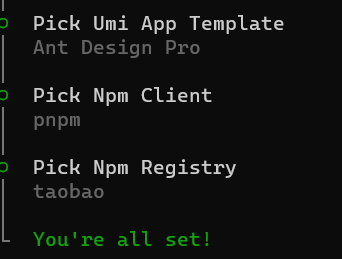 Pick Umi App Template
Ant Design Pro
Pick Npm Client
pnpm
Pick Npm Registry
taobao
You're all set!